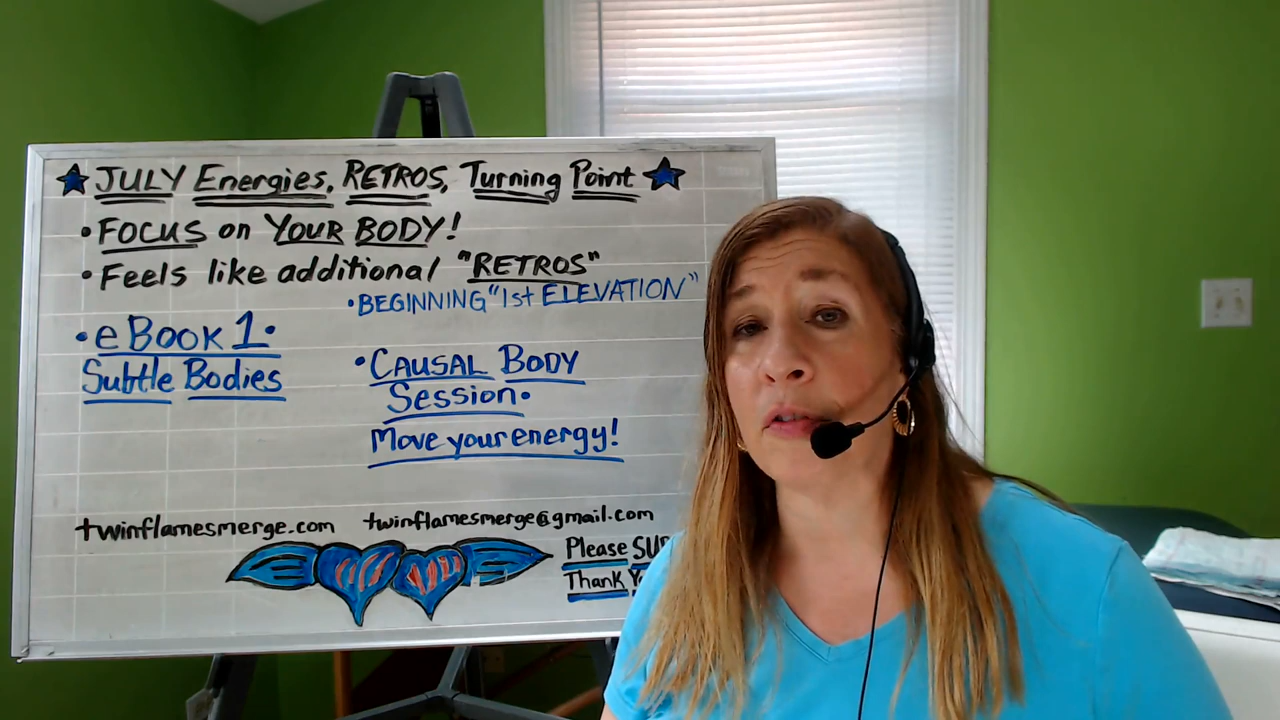 JULY Energies, RETROS, Turning Point
• FOCUS on YOUR BODY!
• Feels like additional "RETROS"
• BEGINNING "1st ELEVATION"
• eBook 1 •
Subtle Bodies
• CAUSAL BODY
Session •
Move your energy!
twinflamesmerge.com
twinflamesmerge@gmail.com
Please
Thank